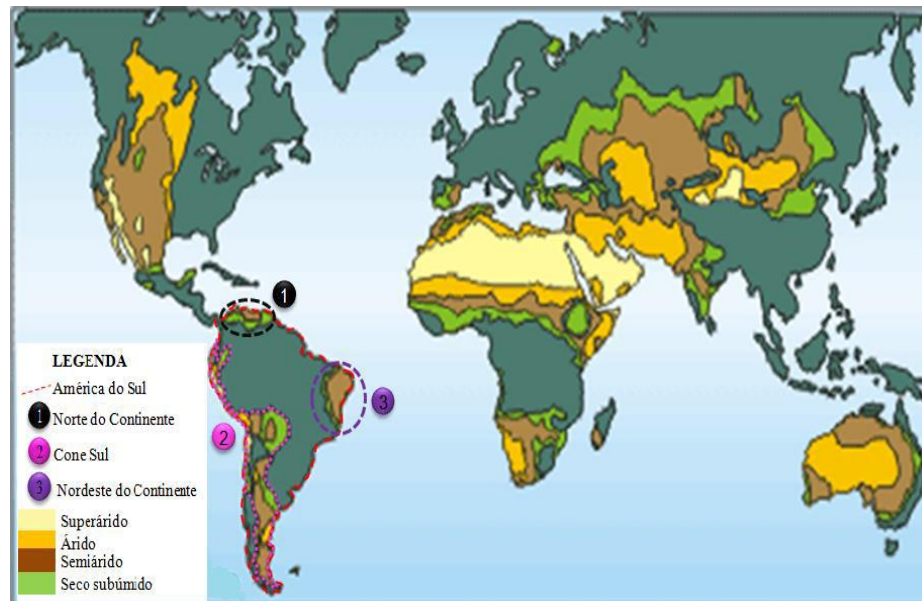 1
3
2
LEGENDA
América do Sul
1 Norte do Continente
2 Cone Sul
3 Nordeste do Continente
Superárido
Árido
Semiárido
Seco subúmido